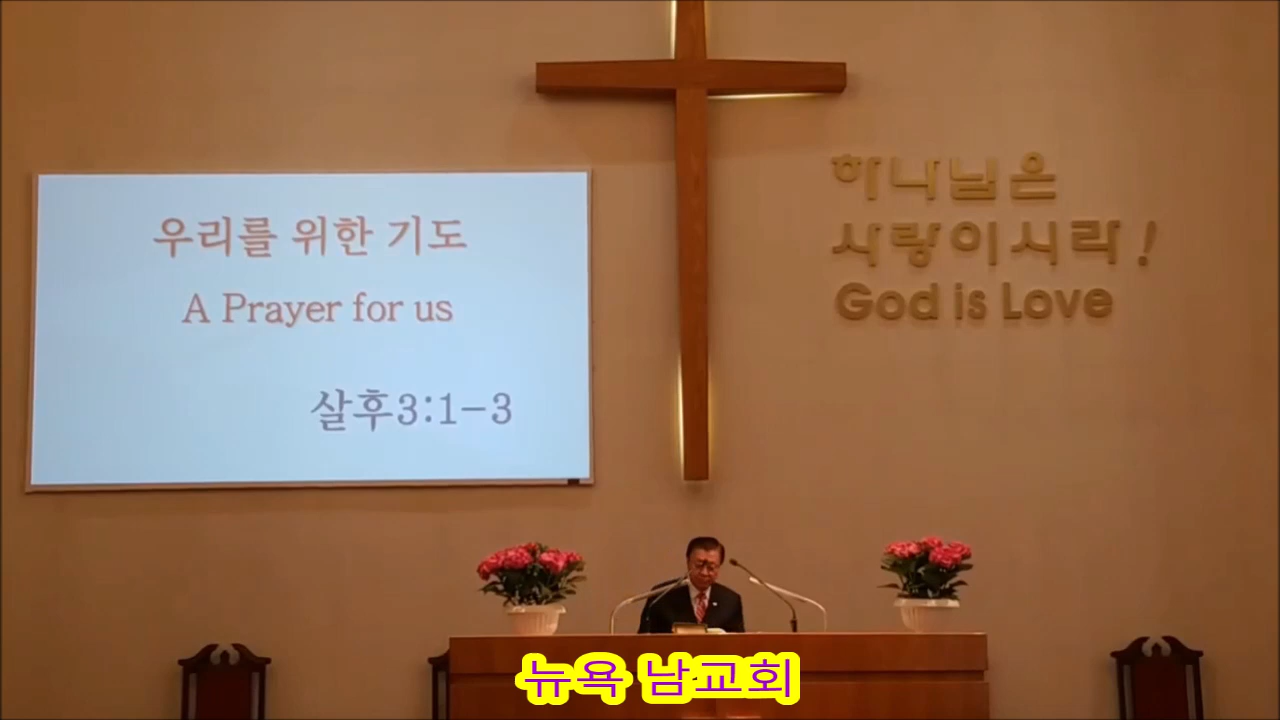 우리를 위한 기도
A Prayer for us
살후3:1-3
하나님은
사랑이시라!
God is Love
뉴욕 남교회